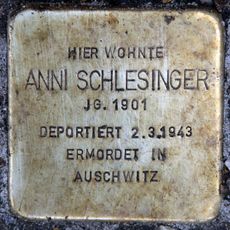 HIER WOHNTE
ANNI SCHLESINGER
JG. 1901
DEPORTIERT 2.3.1943
ERMORDET IN
AUSCHWITZ